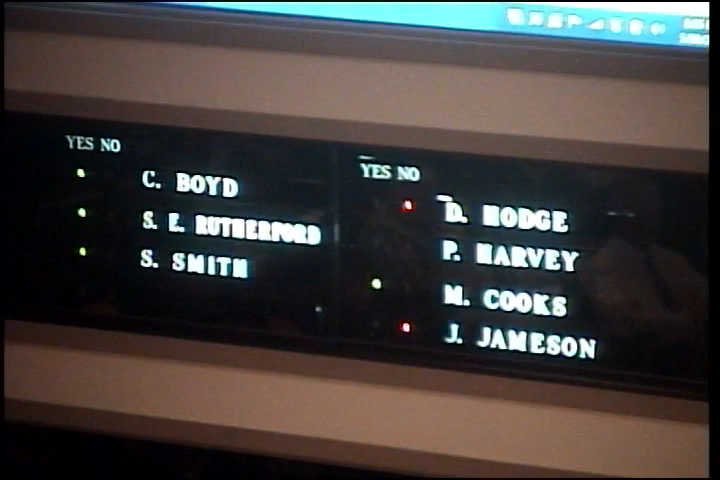 YES NO
C. BOYD
S. E. RUTHERFORD
S. SMITH
YES NO
D. HODGE
P. HARVEY
M. COOKS
J. JAMESON